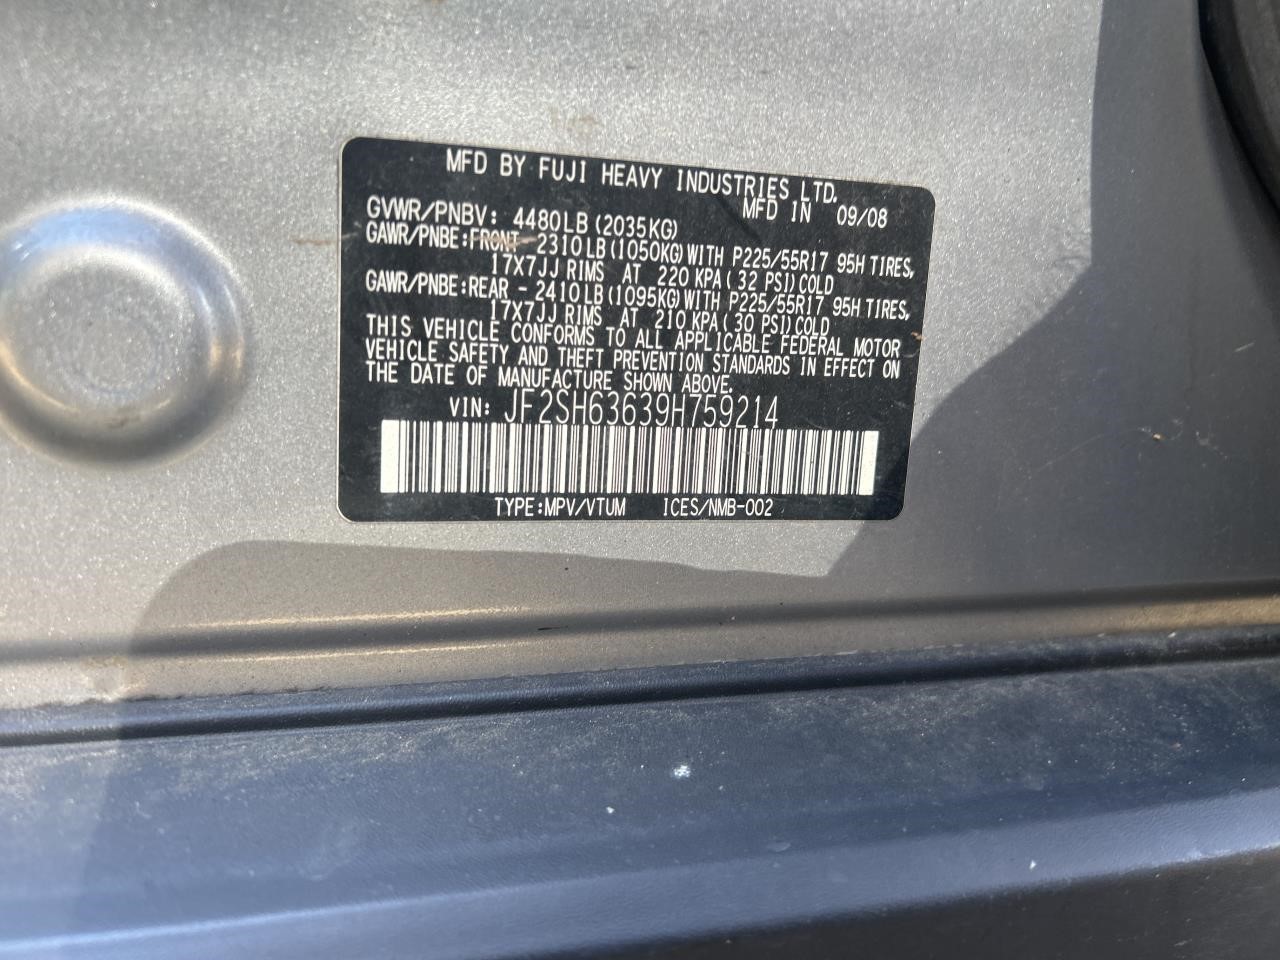 MFD BY FUJI HEAVY INDUSTRIES LTD.
MFD IN 09/08
GVWR/PNBV: 4480LB (2035KG)
GAWR/PNBE:FRONT- 2310LB (1050KG) WITH P225/55R17 95H TIRES,
17X7JJ RIMS AT 220 KPA ( 32 PSI) COLD
GAWR/PNBE:REAR - 2410LB (1095KG) WITH P225/55R17 95H TIRES,
17X7JJ RIMS AT 210 KPA ( 30 PSI) COLD
THIS VEHICLE CONFORMS TO ALL APPLICABLE FEDERAL MOTOR
VEHICLE SAFETY AND THEFT PREVENTION STANDARDS IN EFFECT ON
THE DATE OF MANUFACTURE SHOWN ABOVE.
VIN: JF2SH63639H759214
TYPE:MPV/VTUM ICES/NMB-002